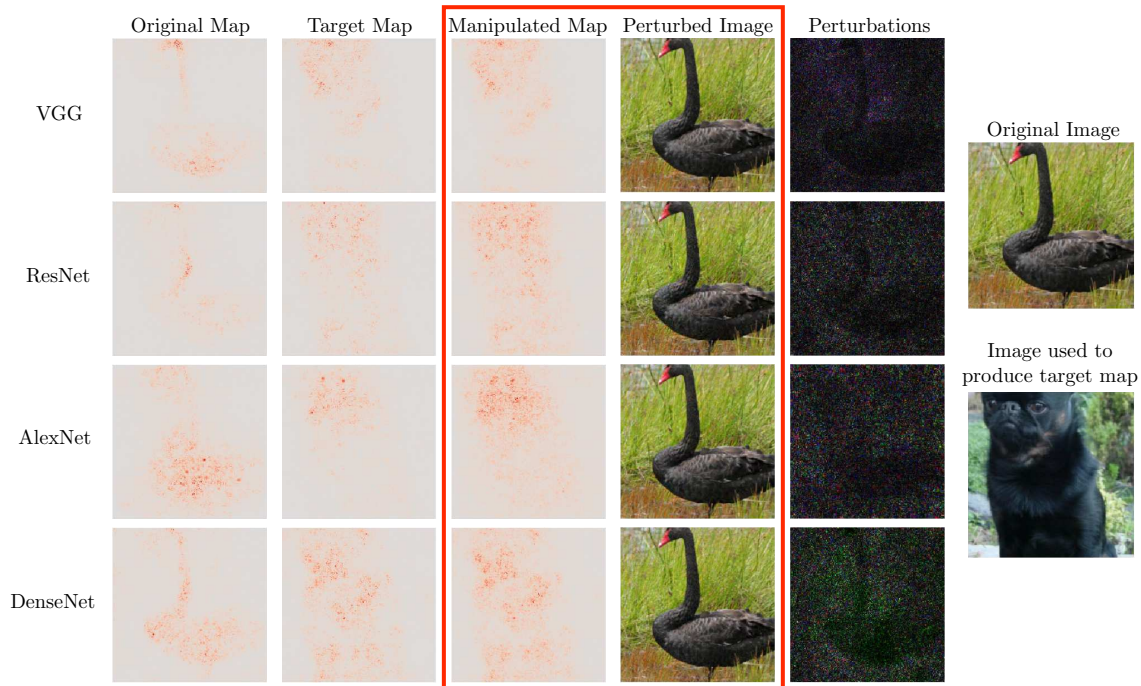 Original Map
Target Map
Manipulated Map
Perturbed Image
Perturbations
VGG
Original Image
ResNet
Image used to
produce target map
AlexNet
DenseNet